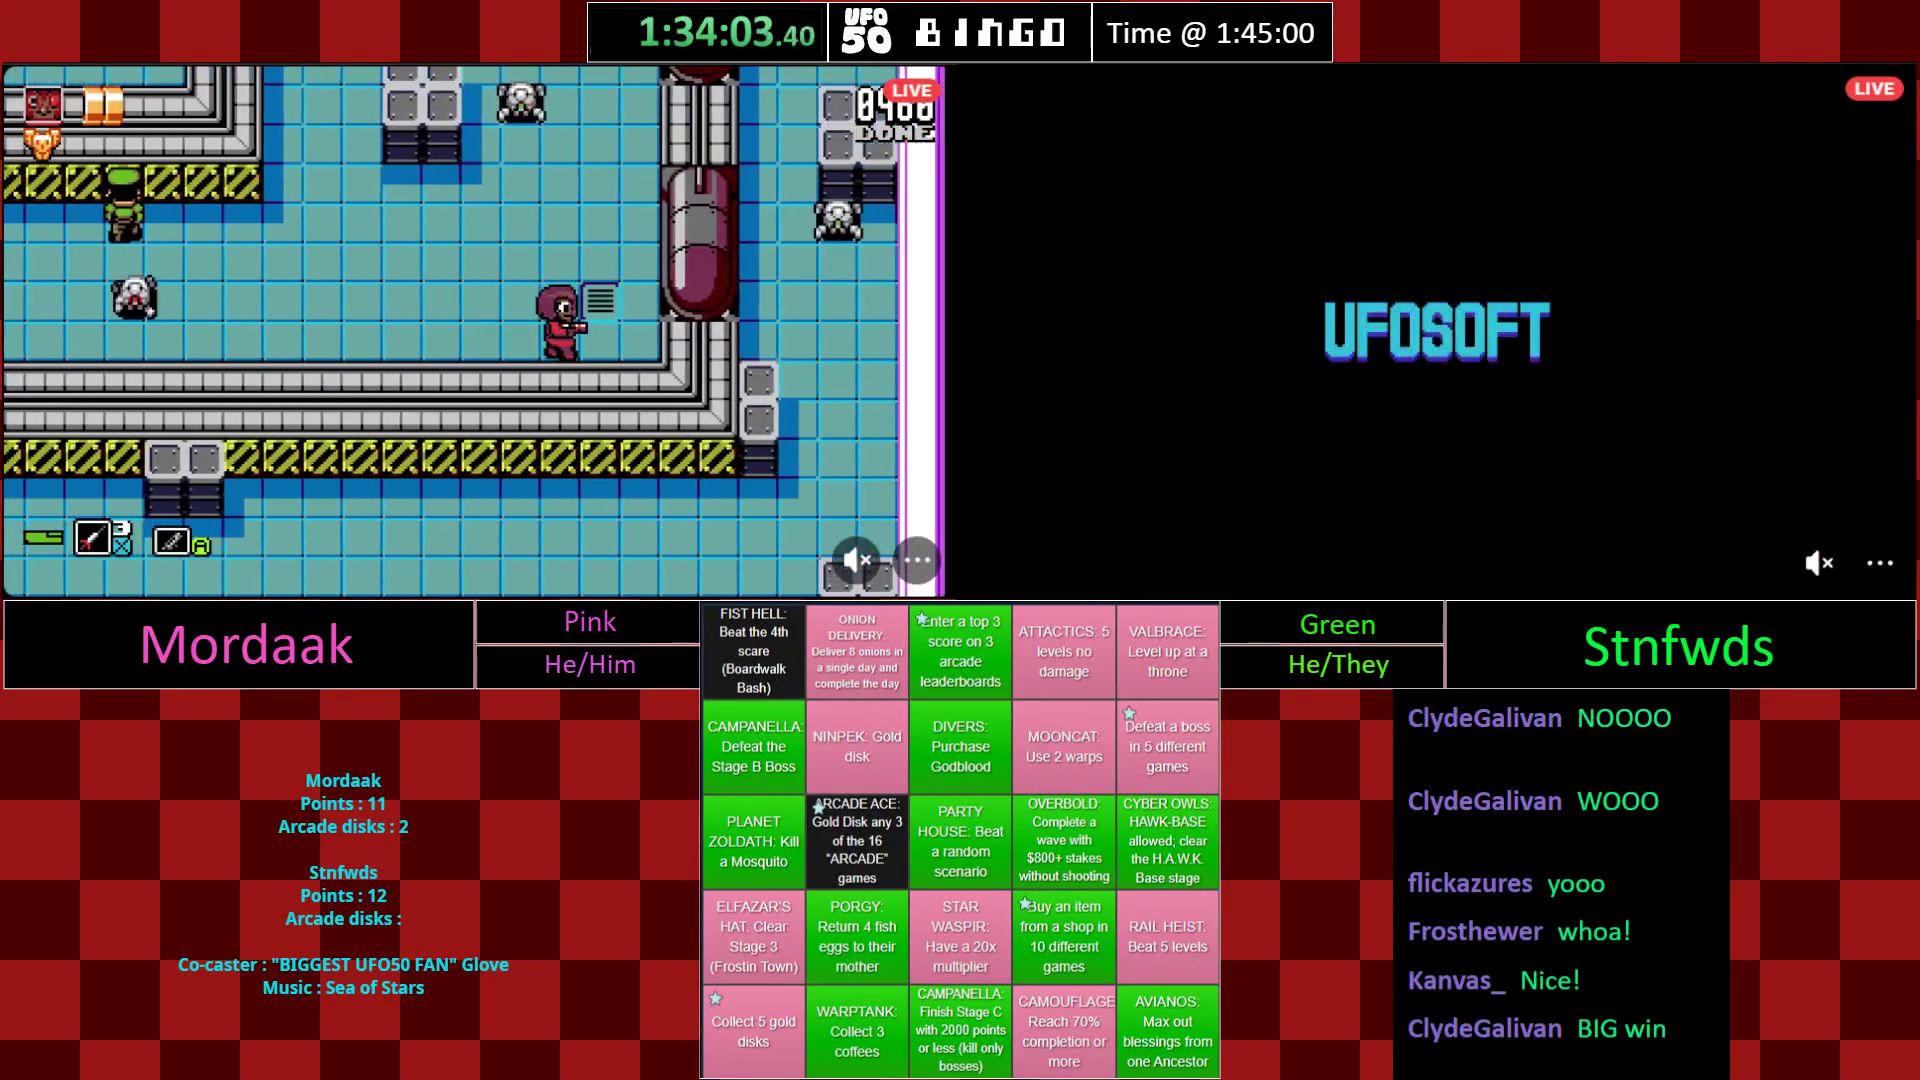 1:34:03.40
UFO 50
BINGO
Time @ 1:45:00
LIVE
0400
DONE
LIVE
UFOSOFT
B
X
A
Mordaak
Pink
He/Him
Green
He/They
Stnfwds
FIST HELL:
Beat the 4th
scare
(Boardwalk
Bash)
ONION
DELIVERY:
Deliver 8 onions in
a single day and
complete the day
Enter a top 3
score on 3
arcade
leaderboards
ATTACTICS: 5
levels no
damage
VALBRACE:
Level up at a
throne
CAMPANELLA:
Defeat the
Stage B Boss
NINPEK: Gold
disk
DIVERS:
Purchase
Godblood
MOONCAT:
Use 2 warps
Defeat a boss
in 5 different
games
PLANET
ZOLDATH: Kill
a Mosquito
ARCADE ACE:
Gold Disk any 3
of the 16
"ARCADE"
games
PARTY
HOUSE: Beat
a random
scenario
OVERBOLD:
Complete a
wave with
$800+ stakes
without shooting
CYBER OWLS:
HAWK-BASE
allowed; clear
the H.A.W.K.
Base stage
ELFAZAR'S
HAT: Clear
Stage 3
(Frostin Town)
PORGY:
Return 4 fish
eggs to their
mother
STAR
WASPIR:
Have a 20x
multiplier
Buy an item
from a shop in
10 different
games
RAIL HEIST:
Beat 5 levels
Collect 5 gold
disks
WARPTANK:
Collect 3
coffees
CAMPANELLA:
Finish Stage C
with 2000 points
or less (kill only
bosses)
CAMOUFLAGE
Reach 70%
completion or
more
AVIANOS:
Max out
blessings from
one Ancestor
Mordaak
Points : 11
Arcade disks : 2
Stnfwds
Points : 12
Arcade disks :
Co-caster : "BIGGEST UFO50 FAN" Glove
Music : Sea of Stars
ClydeGalivan NOOOO
ClydeGalivan WOOO
flickazures yooo
Frosthewer whoa!
Kanvas_ Nice!
ClydeGalivan BIG win